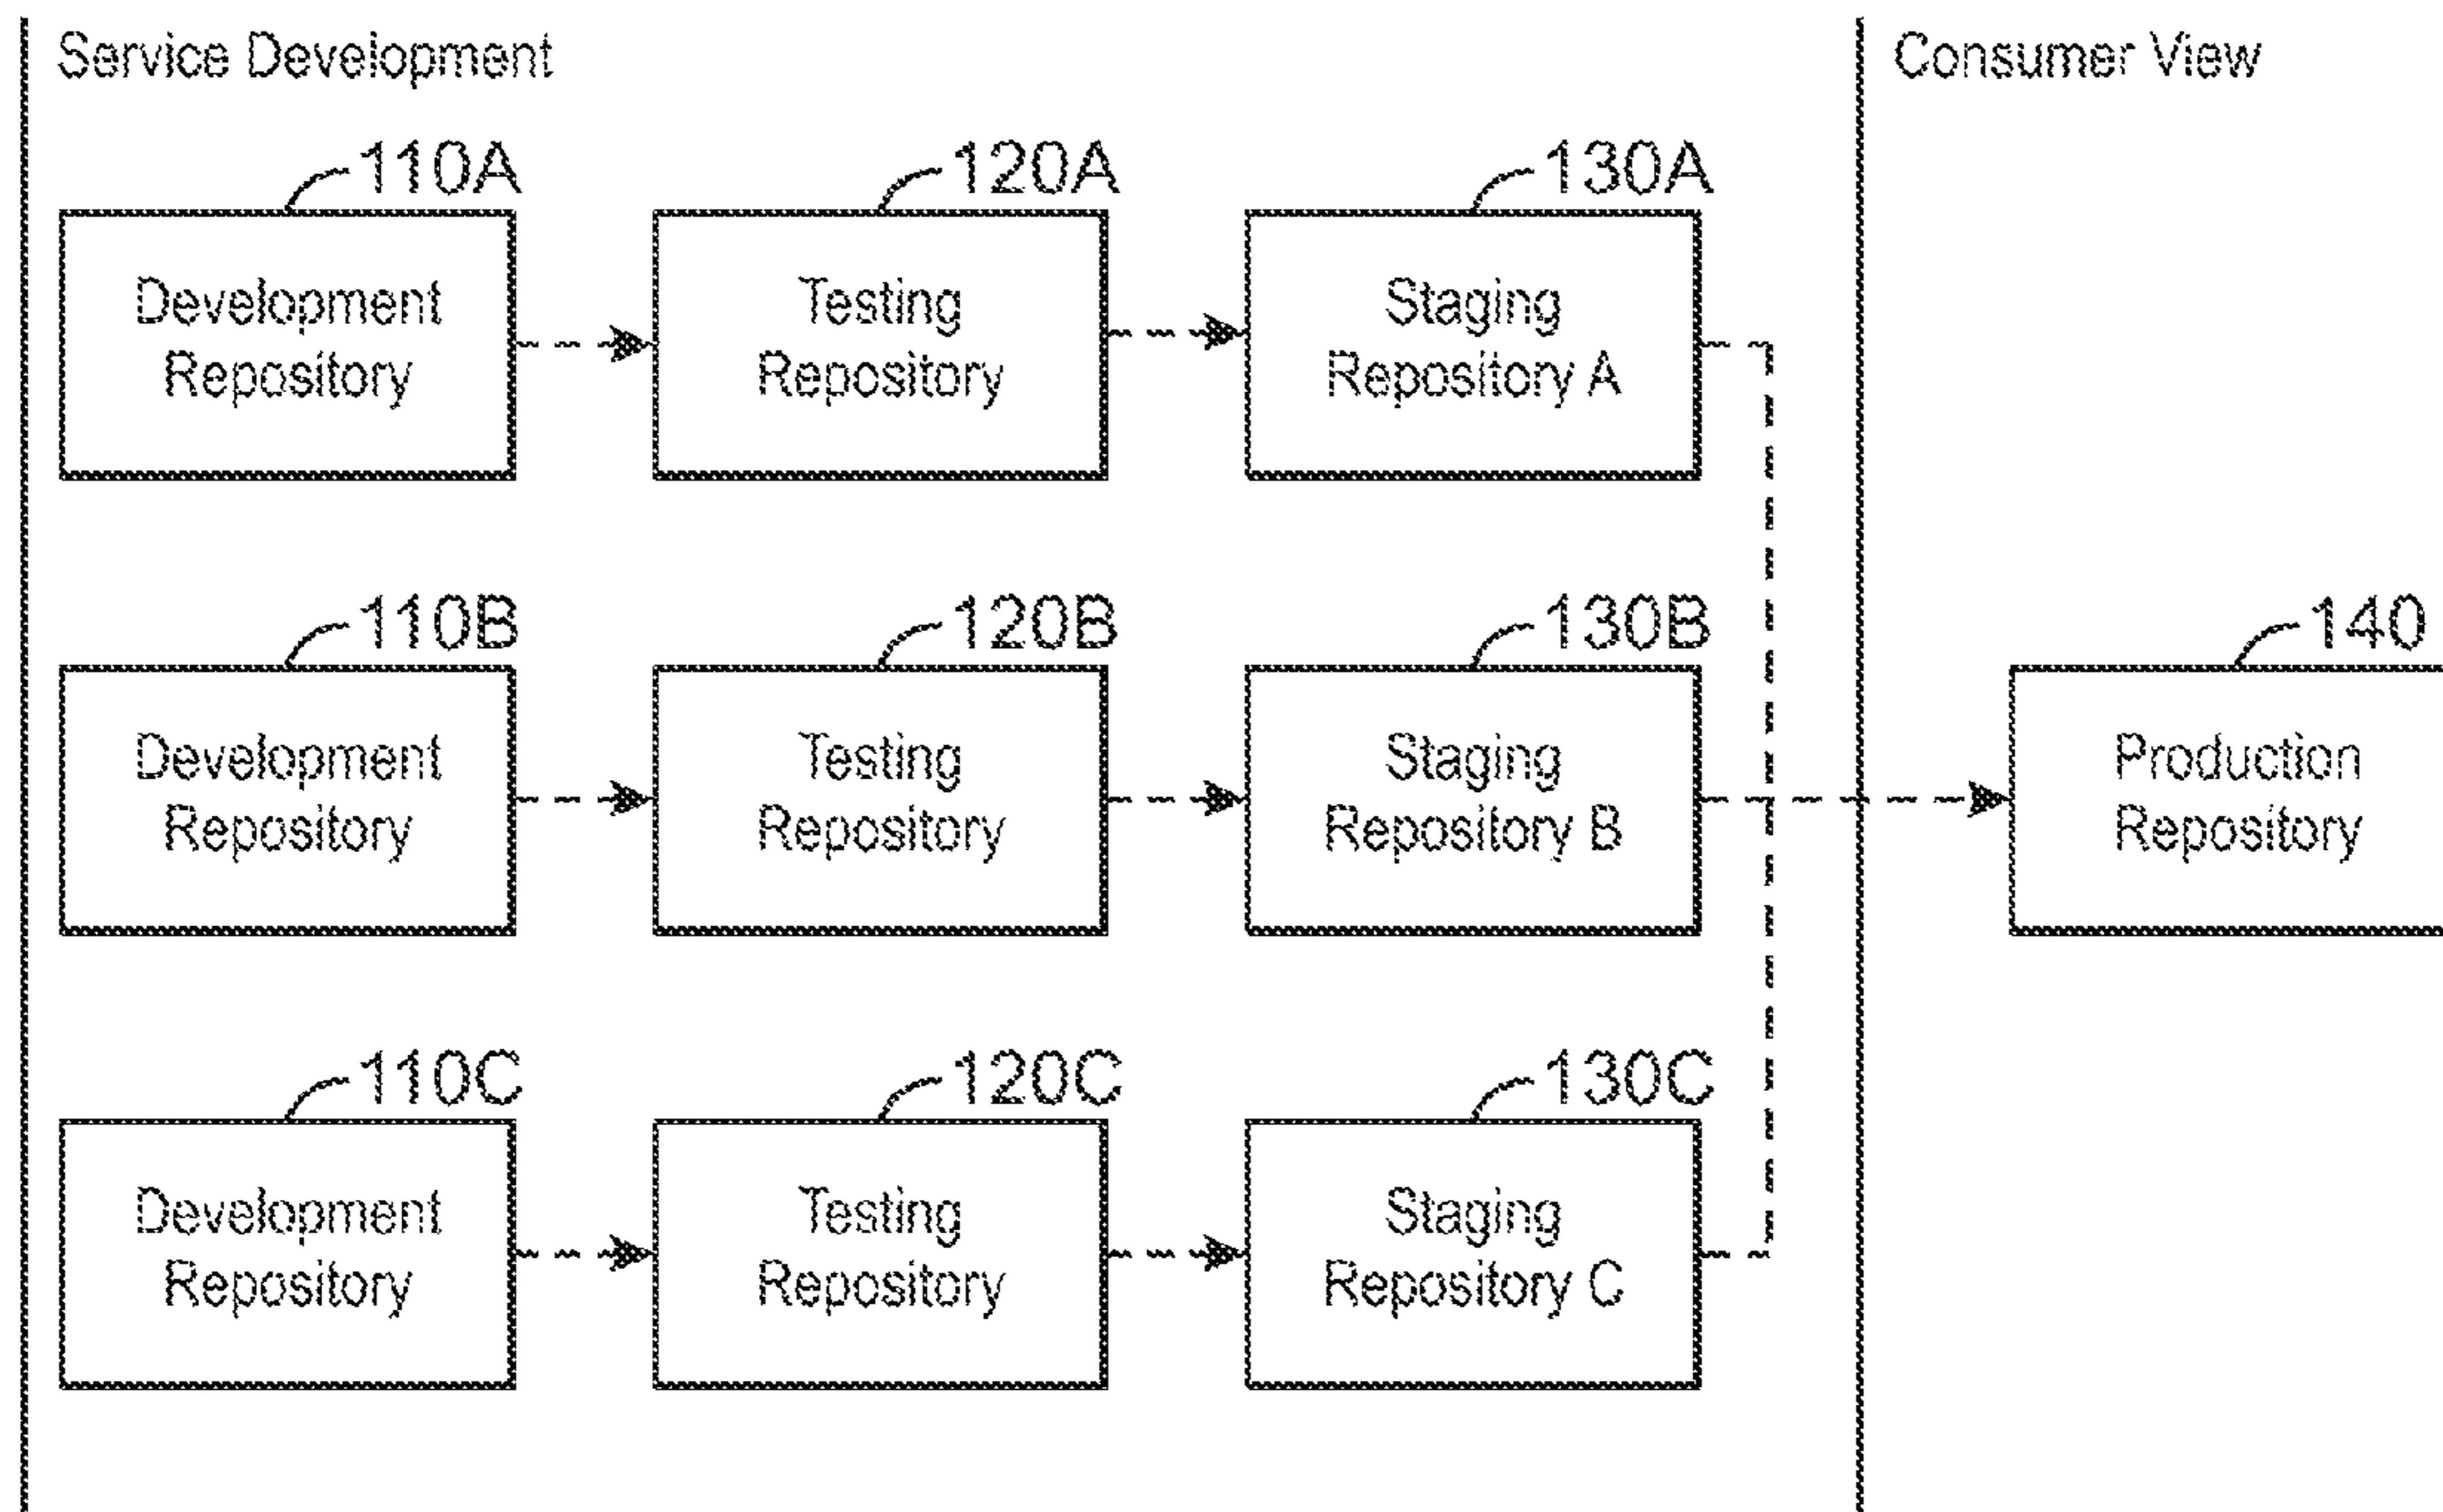 Service Development
Consumer View
110A
120A
130A
Development
Repository
Testing
Repository
Staging
Repository A
110B
120B
130B
140
Development
Repository
Testing
Repository
Staging
Repository B
Production
Repository
110C
120C
130C
Development
Repository
Testing
Repository
Staging
Repository C